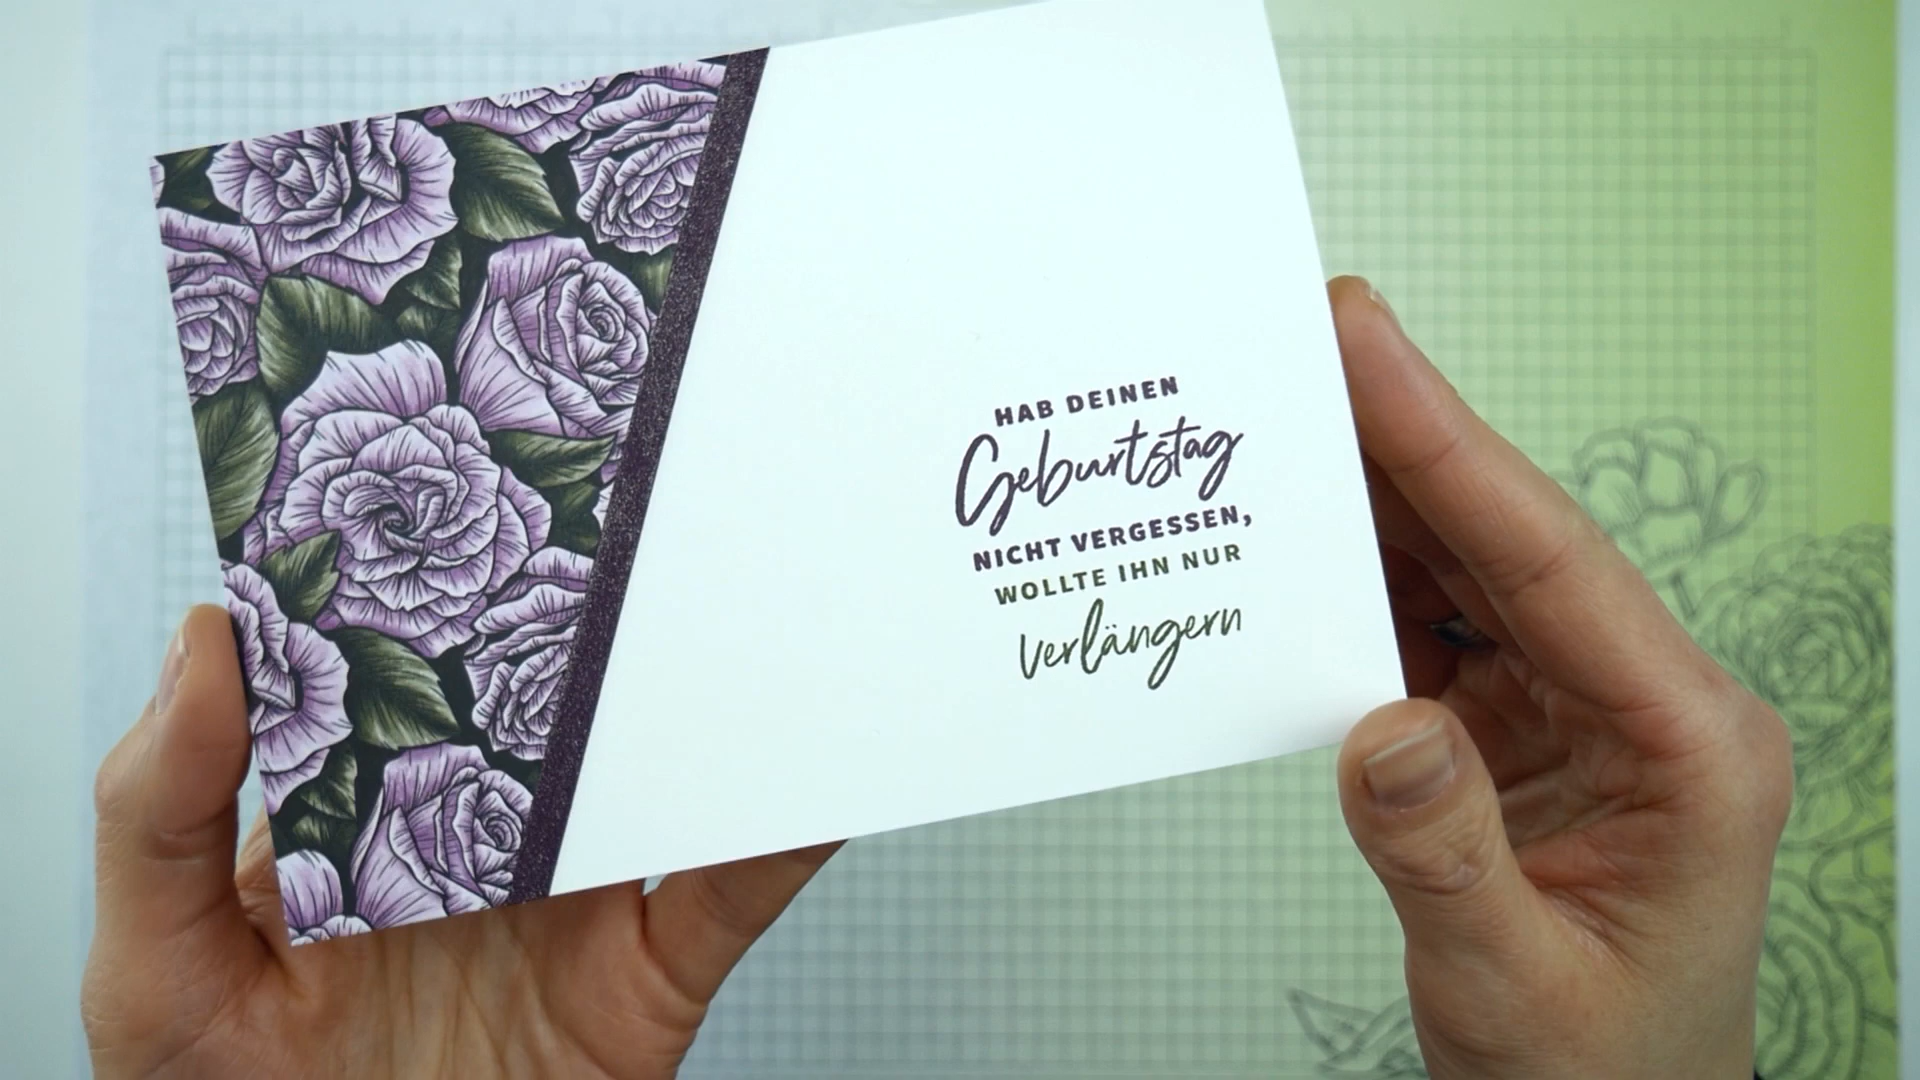 HAB DEINEN
Geburtstag
NICHT VERGESSEN,
WOLLTE IHN NUR
verlängern